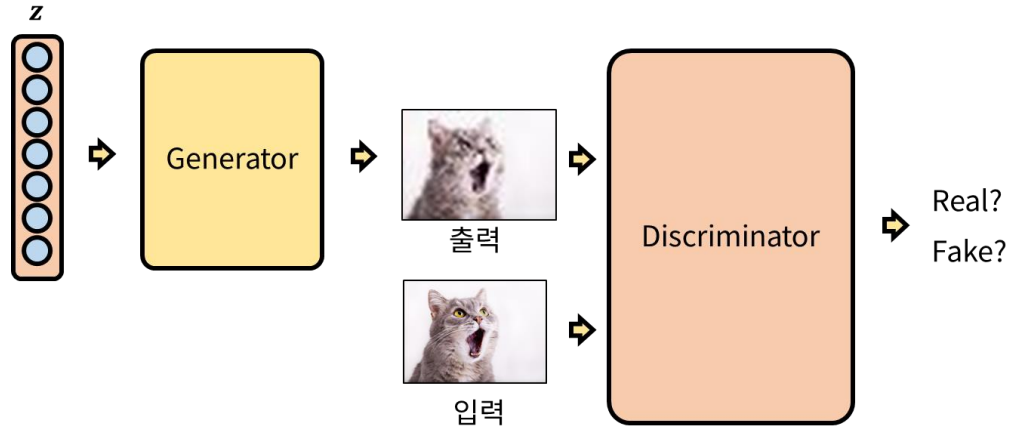 z
Generator
출력
입력
Discriminator
Real?
Fake?